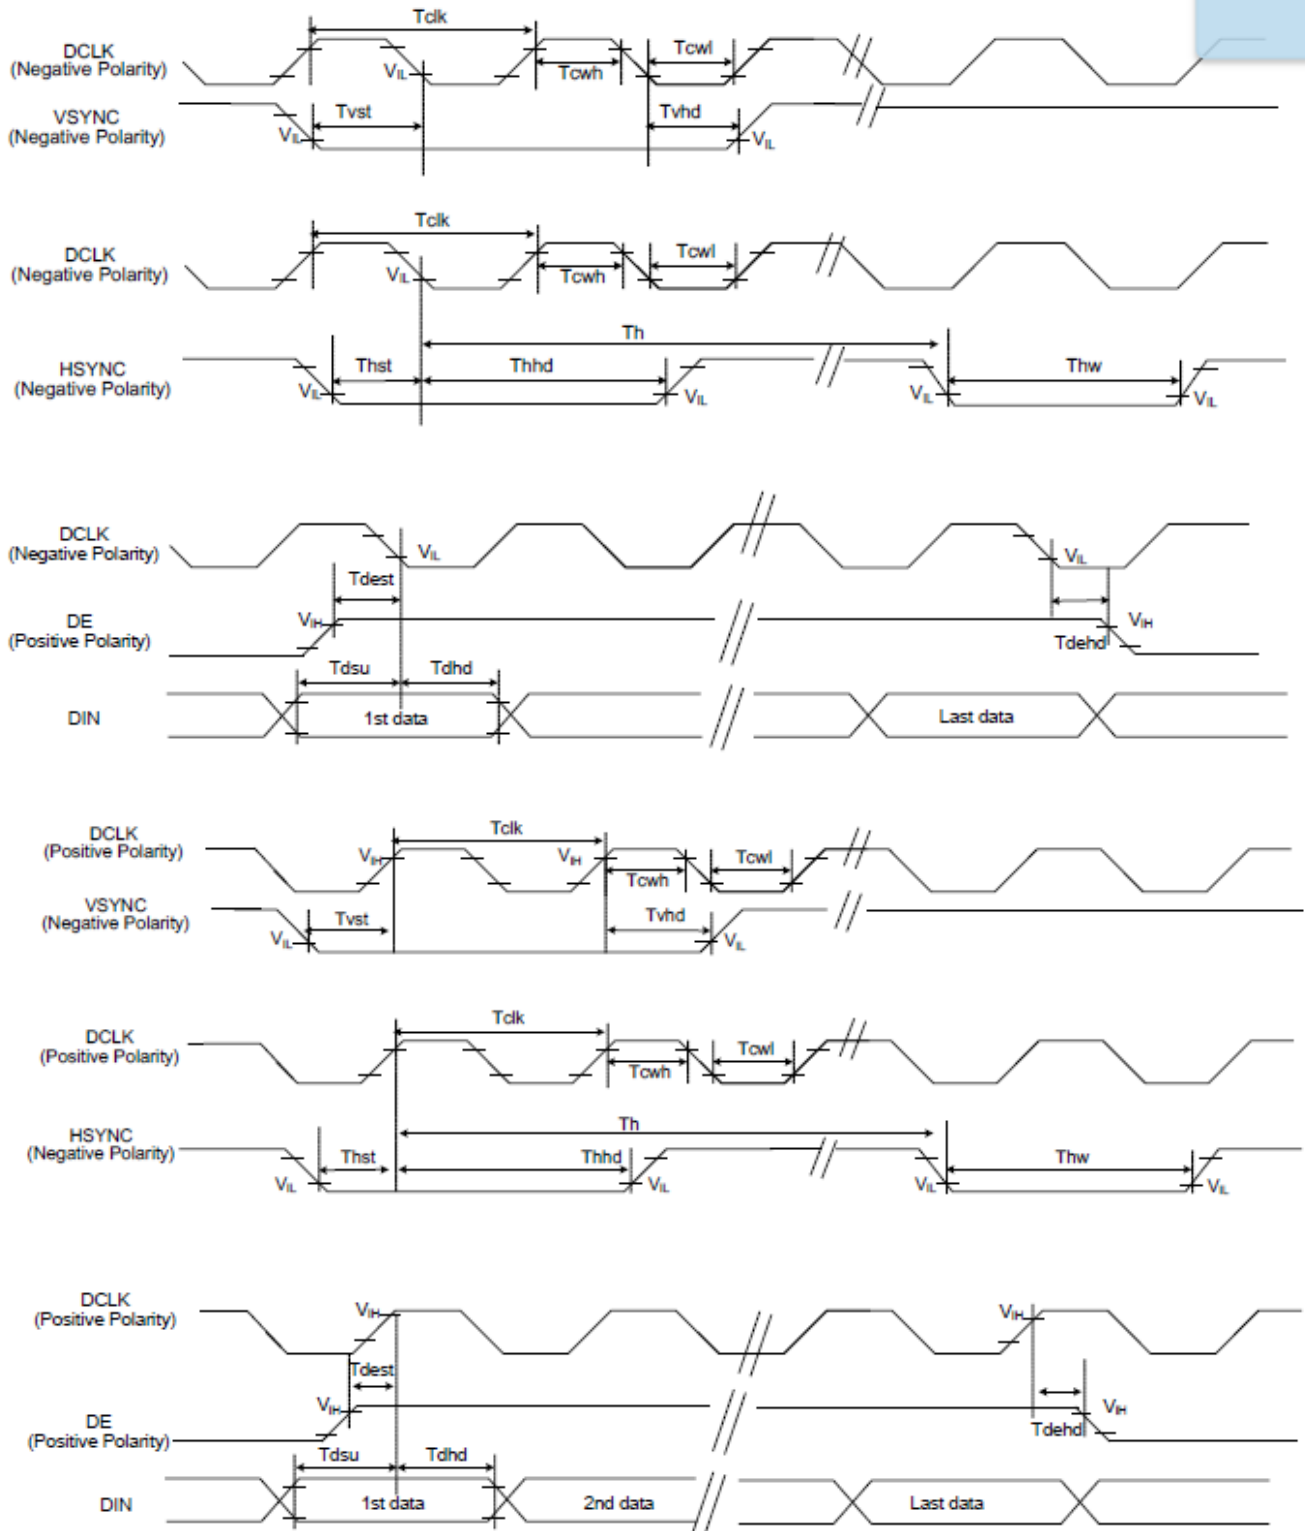 Tclk
DCLK
(Negative Polarity)
VIL
Tcwh
Tcwl
VSYNC
(Negative Polarity)
VIL
Tvst
Tvhd
VIL
Tclk
DCLK
(Negative Polarity)
VIL
Tcwh
Tcwl
Th
HSYNC
(Negative Polarity)
VIL
Thst
Thhd
VIL
VIL
Thw
VIL
DCLK
(Negative Polarity)
VIL
VIL
Tdest
DE
(Positive Polarity)
VIH
VIH
Tdehd
Tdsu
Tdhd
DIN
1st data
Last data
DCLK
(Positive Polarity)
VIH
Tclk
VIH
Tcwh
Tcwl
VSYNC
(Negative Polarity)
VIL
Tvst
Tvhd
VIL
Tclk
DCLK
(Positive Polarity)
Tcwh
Tcwl
Th
HSYNC
(Negative Polarity)
VIL
Thst
Thhd
VIL
VIL
Thw
VIL
DCLK
(Positive Polarity)
VIH
VIH
Tdest
DE
(Positive Polarity)
VIH
VIH
Tdehd
Tdsu
Tdhd
DIN
1st data
2nd data
Last data